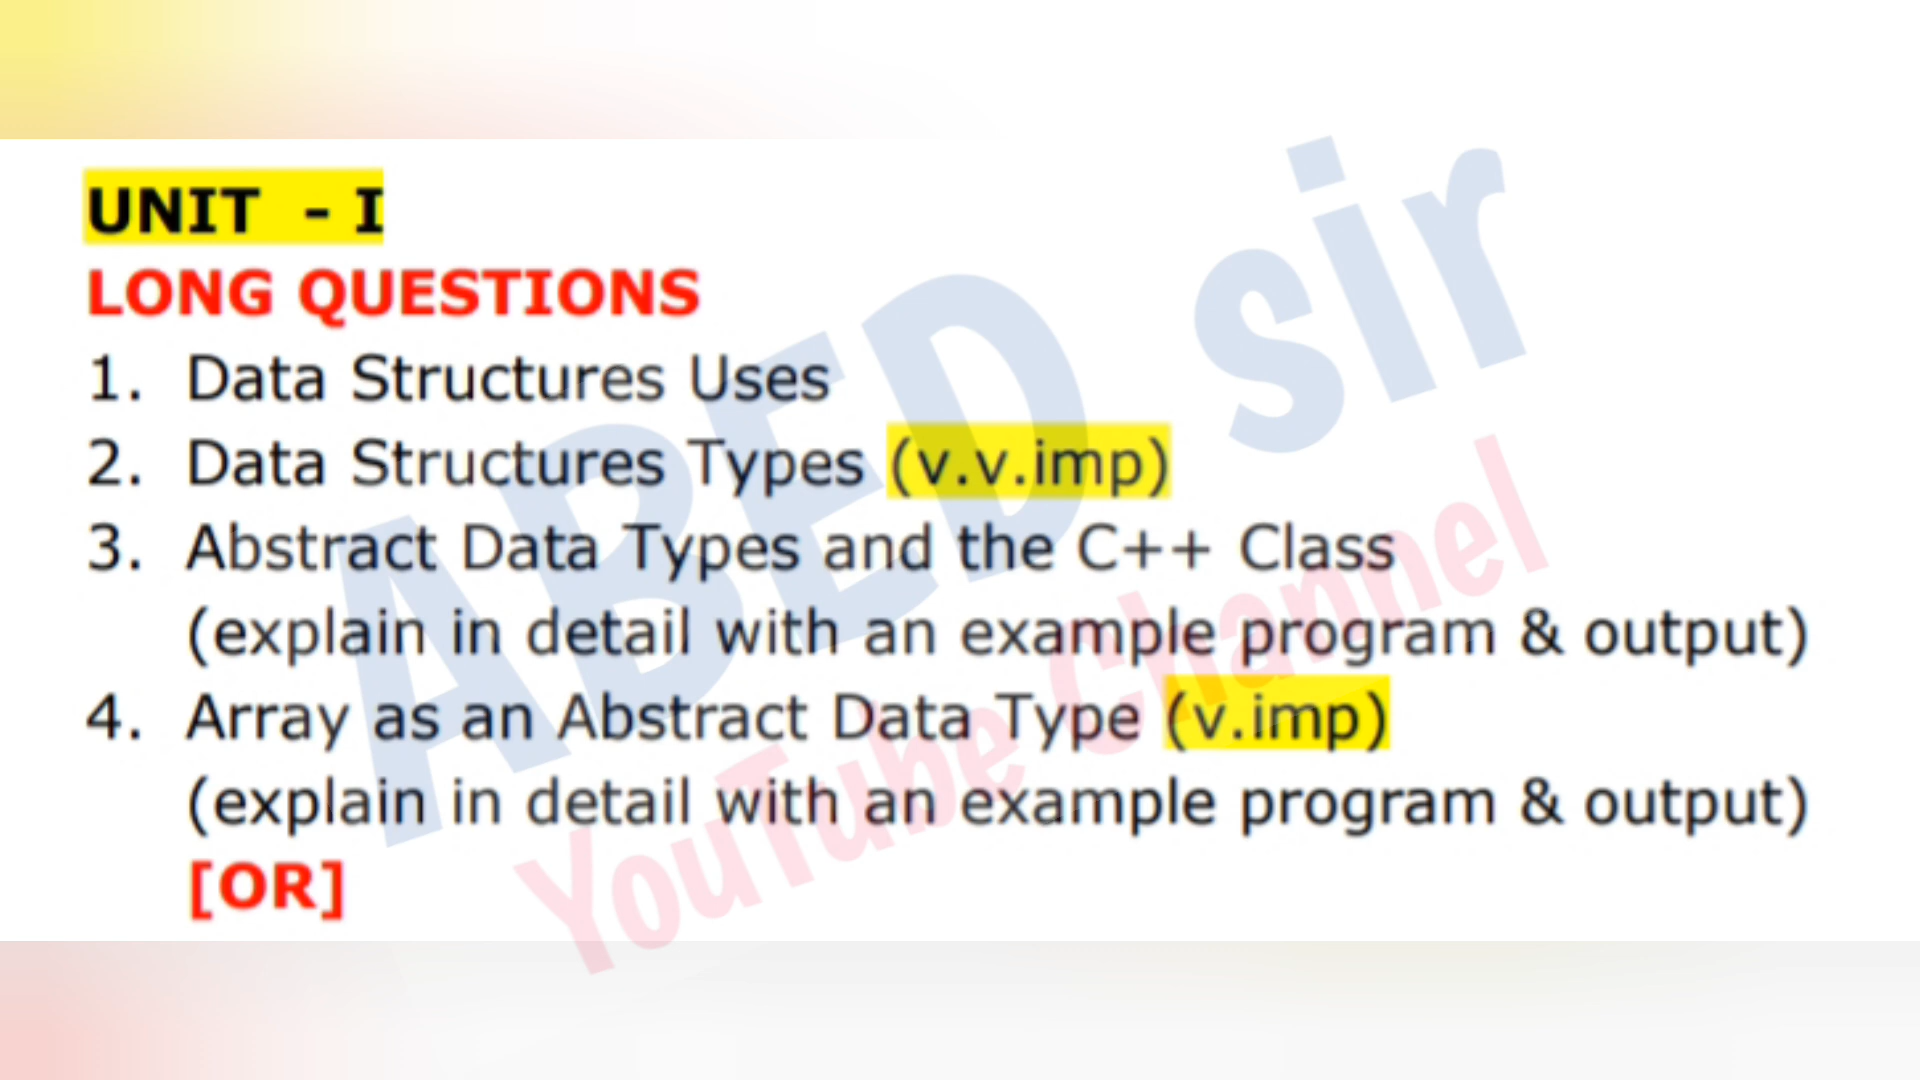 UNIT - I
LONG QUESTIONS
1. Data Structures Uses
2. Data Structures Types (v.v.imp)
3. Abstract Data Types and the C++ Class
(explain in detail with an example program & output)
4. Array as an Abstract Data Type (v.imp)
(explain in detail with an example program & output)
[OR]
ABED sir
YouTube Channel